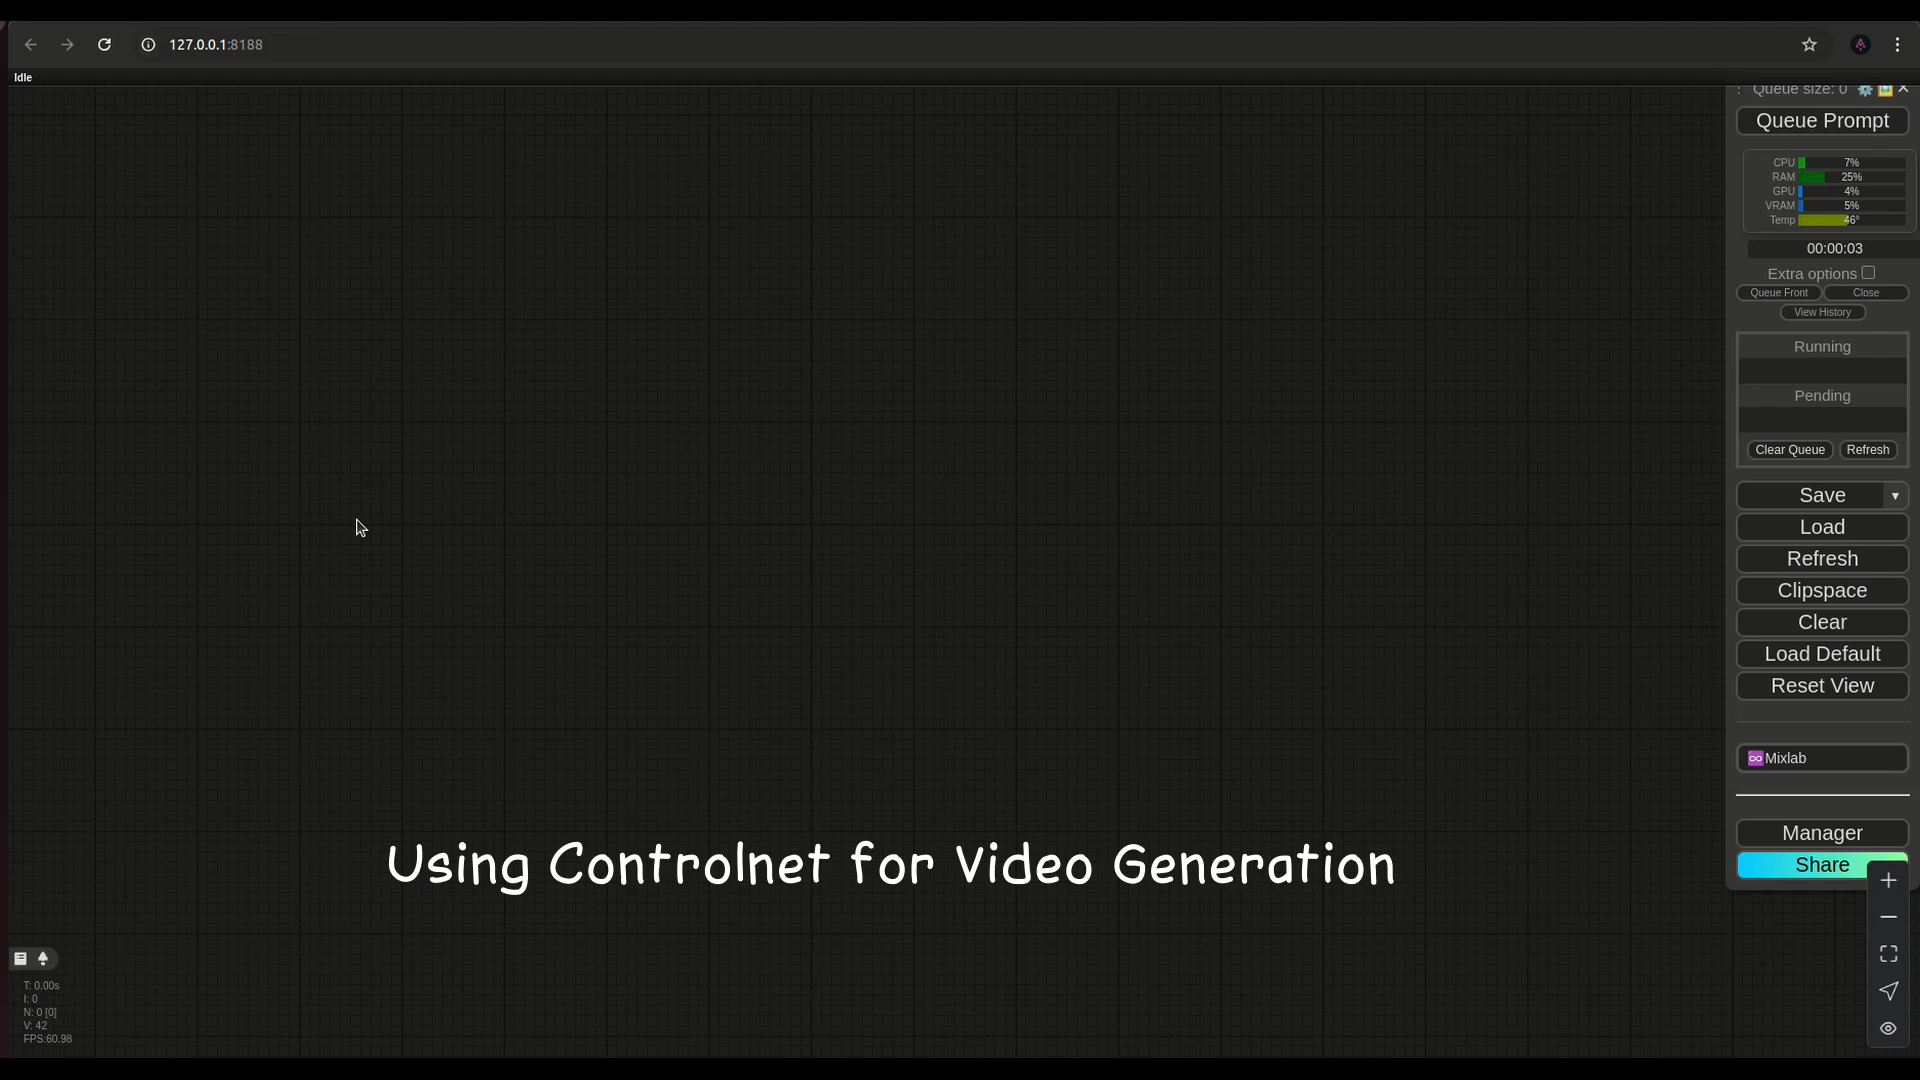 127.0.0.1:8188
Idle
Queue size: 0
Queue Prompt
CPU 7%
RAM 25%
GPU 4%
VRAM 5%
Temp 46°
00:00:03
Extra options
Queue Front Close
View History
Running
Pending
Clear Queue Refresh
Save ▼
Load
Refresh
Clipspace
Clear
Load Default
Reset View
Mixlab
Manager
Share
Using Controlnet for Video Generation
T: 0.00s
I: 0
N: 0 [0]
V: 42
FPS:60.98